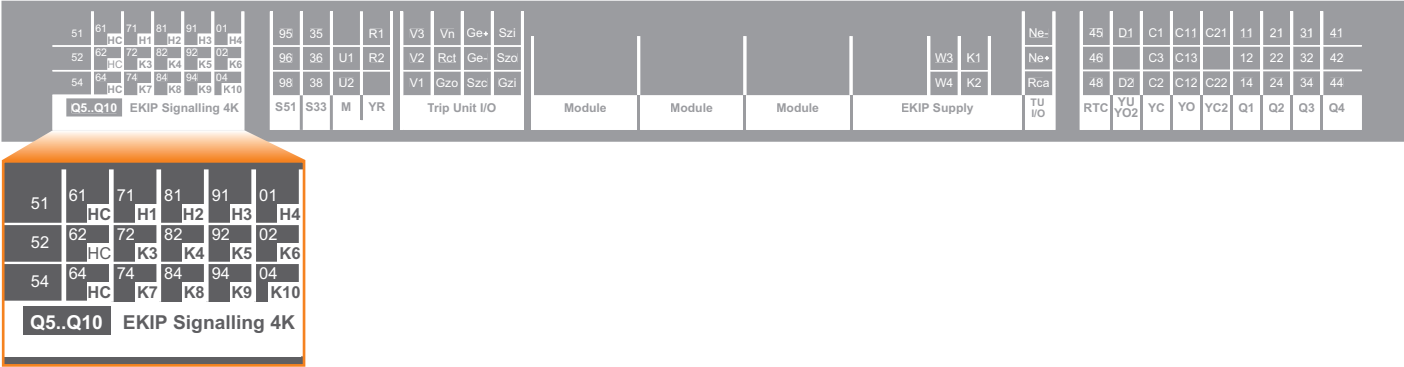 51 61 HC 71 H1 81 H2 91 H3 01 H4 95 35 R1 V3 Vn Ge+ Szi Ne- 45 D1 C1 C11 C21 11 21 31 41
52 62 HC 72 K3 82 K4 92 K5 02 K6 96 36 U1 R2 V2 Rct Ge- Szo W3 K1 Ne+ 46 C3 C13 12 22 32 42
54 64 HC 74 K7 84 K8 94 K9 04 K10 98 38 U2 V1 Gzo Szc Gzi W4 K2 Rca 48 D2 C2 C12 C22 14 24 34 44
Q5..Q10 EKIP Signalling 4K S51 S33 M YR Trip Unit I/O Module Module Module EKIP Supply TU I/O RTC YU YO2 YC YO YC2 Q1 Q2 Q3 Q4
51 61 HC 71 H1 81 H2 91 H3 01 H4
52 62 HC 72 K3 82 K4 92 K5 02 K6
54 64 HC 74 K7 84 K8 94 K9 04 K10
Q5..Q10 EKIP Signalling 4K